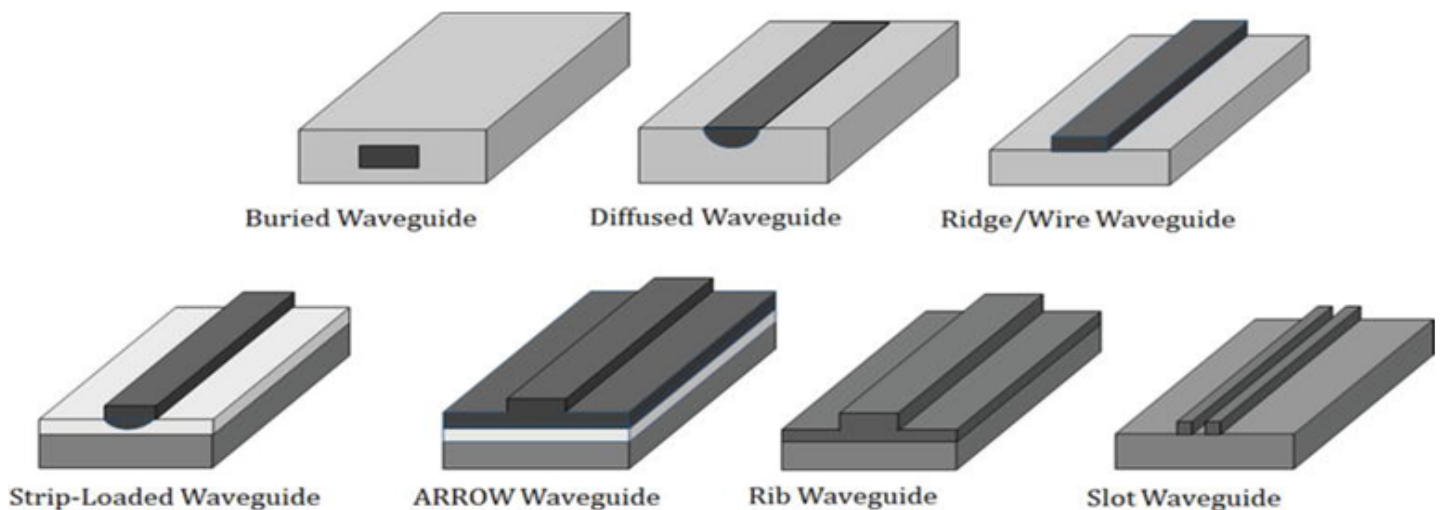 Buried Waveguide
Diffused Waveguide
Ridge/Wire Waveguide
Strip-Loaded Waveguide
ARROW Waveguide
Rib Waveguide
Slot Waveguide